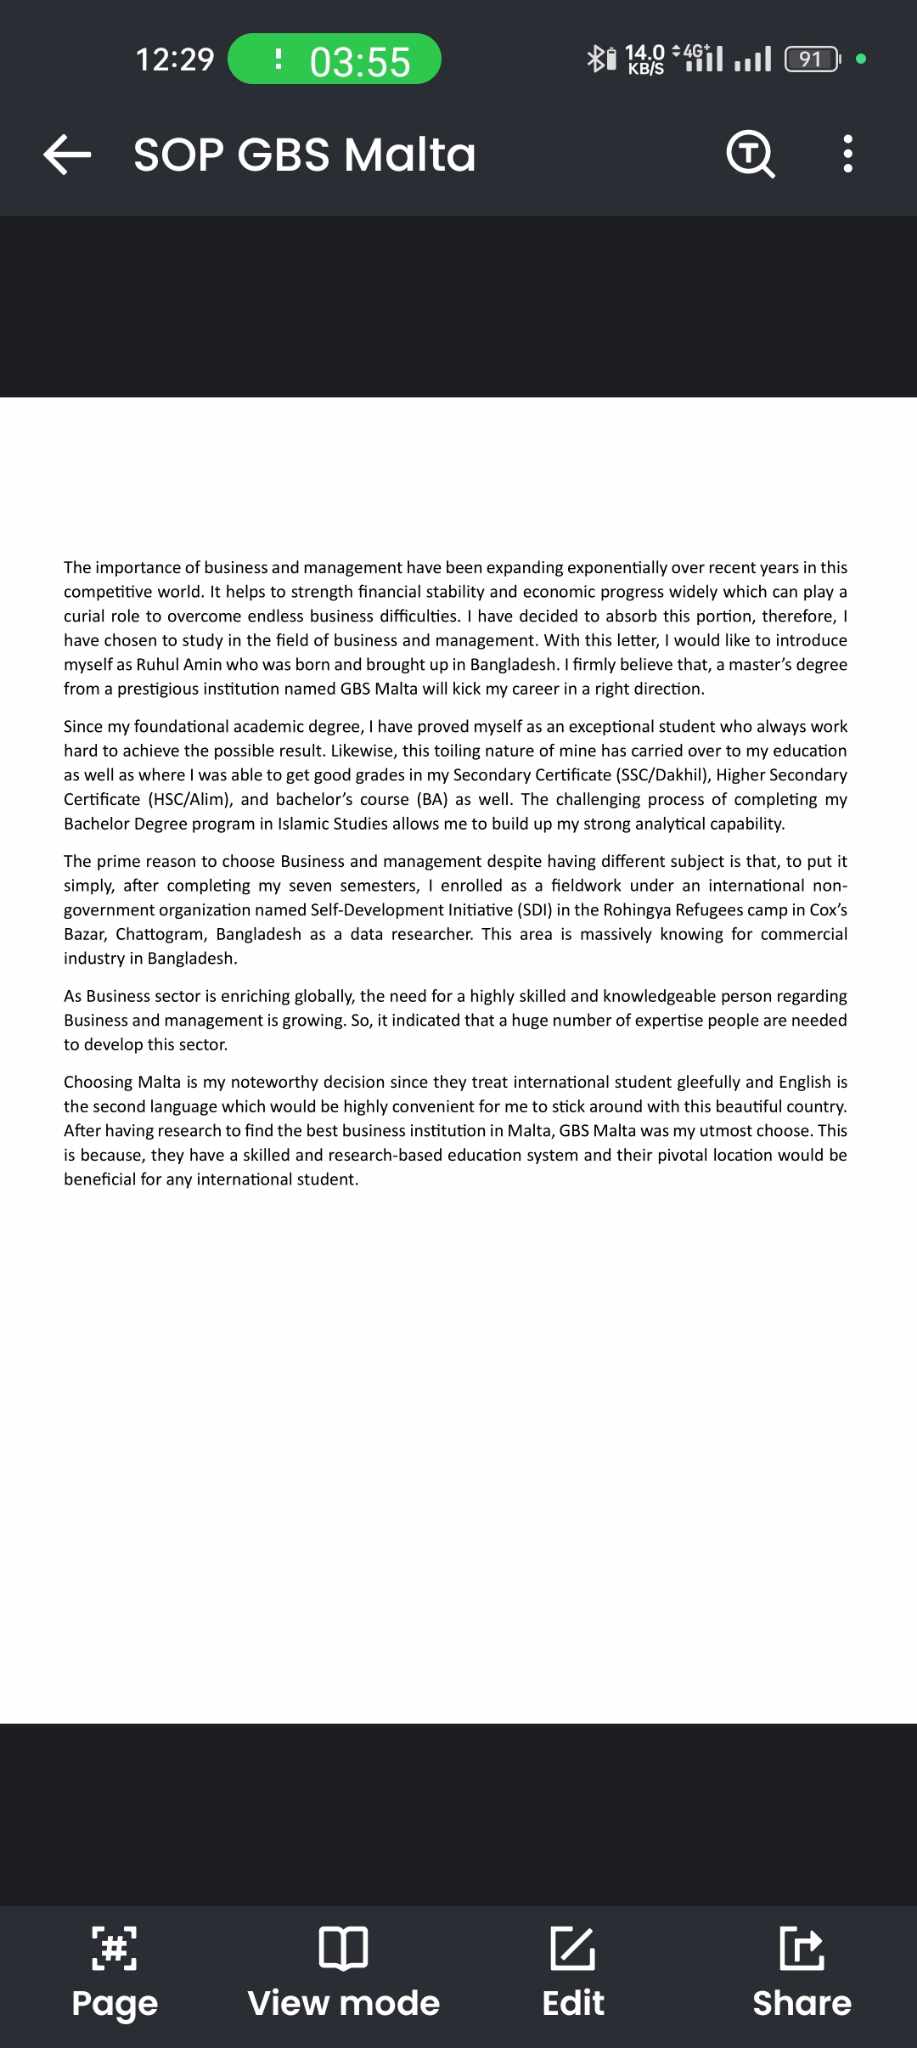 12:29
03:55
14.0 KB/S
4G+
91
SOP GBS Malta
The importance of business and management have been expanding exponentially over recent years in this
competitive world. It helps to strength financial stability and economic progress widely which can play a
curial role to overcome endless business difficulties. I have decided to absorb this portion, therefore, I
have chosen to study in the field of business and management. With this letter, I would like to introduce
myself as Ruhul Amin who was born and brought up in Bangladesh. I firmly believe that, a master's degree
from a prestigious institution named GBS Malta will kick my career in a right direction.
Since my foundational academic degree, I have proved myself as an exceptional student who always work
hard to achieve the possible result. Likewise, this toiling nature of mine has carried over to my education
as well as where I was able to get good grades in my Secondary Certificate (SSC/Dakhil), Higher Secondary
Certificate (HSC/Alim), and bachelor's course (BA) as well. The challenging process of completing my
Bachelor Degree program in Islamic Studies allows me to build up my strong analytical capability.
The prime reason to choose Business and management despite having different subject is that, to put it
simply, after completing my seven semesters, I enrolled as a fieldwork under an international non-
government organization named Self-Development Initiative (SDI) in the Rohingya Refugees camp in Cox's
Bazar, Chattogram, Bangladesh as a data researcher. This area is massively knowing for commercial
industry in Bangladesh.
As Business sector is enriching globally, the need for a highly skilled and knowledgeable person regarding
Business and management is growing. So, it indicated that a huge number of expertise people are needed
to develop this sector.
Choosing Malta is my noteworthy decision since they treat international student gleefully and English is
the second language which would be highly convenient for me to stick around with this beautiful country.
After having research to find the best business institution in Malta, GBS Malta was my utmost choose. This
is because, they have a skilled and research-based education system and their pivotal location would be
beneficial for any international student.
Page
View mode
Edit
Share